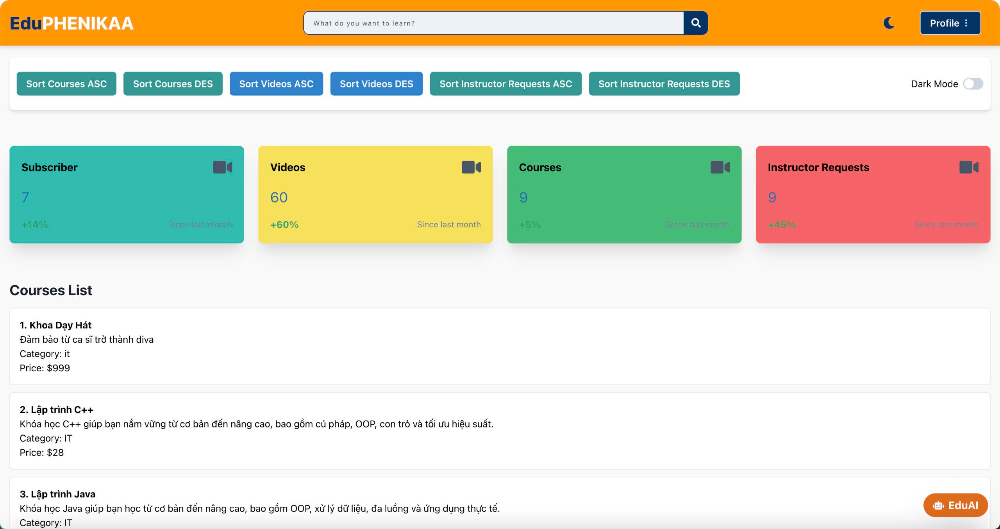 EduPHENIKAA
What do you want to learn?
Profile
Sort Courses ASC
Sort Courses DES
Sort Videos ASC
Sort Videos DES
Sort Instructor Requests ASC
Sort Instructor Requests DES
Dark Mode
Subscriber
7
+14%
Since last month
Videos
60
+60%
Since last month
Courses
9
+5%
Since last month
Instructor Requests
9
+45%
Since last month
Courses List
1. Khoa Dạy Hát
Đảm bảo từ ca sĩ trở thành diva
Category: it
Price: $999
2. Lập trình C++
Khóa học C++ giúp bạn nắm vững từ cơ bản đến nâng cao, bao gồm cú pháp, OOP, con trỏ và tối ưu hiệu suất.
Category: IT
Price: $28
3. Lập trình Java
Khóa học Java giúp bạn học từ cơ bản đến nâng cao, bao gồm OOP, xử lý dữ liệu, đa luồng và ứng dụng thực tế.
Category: IT
EduAI